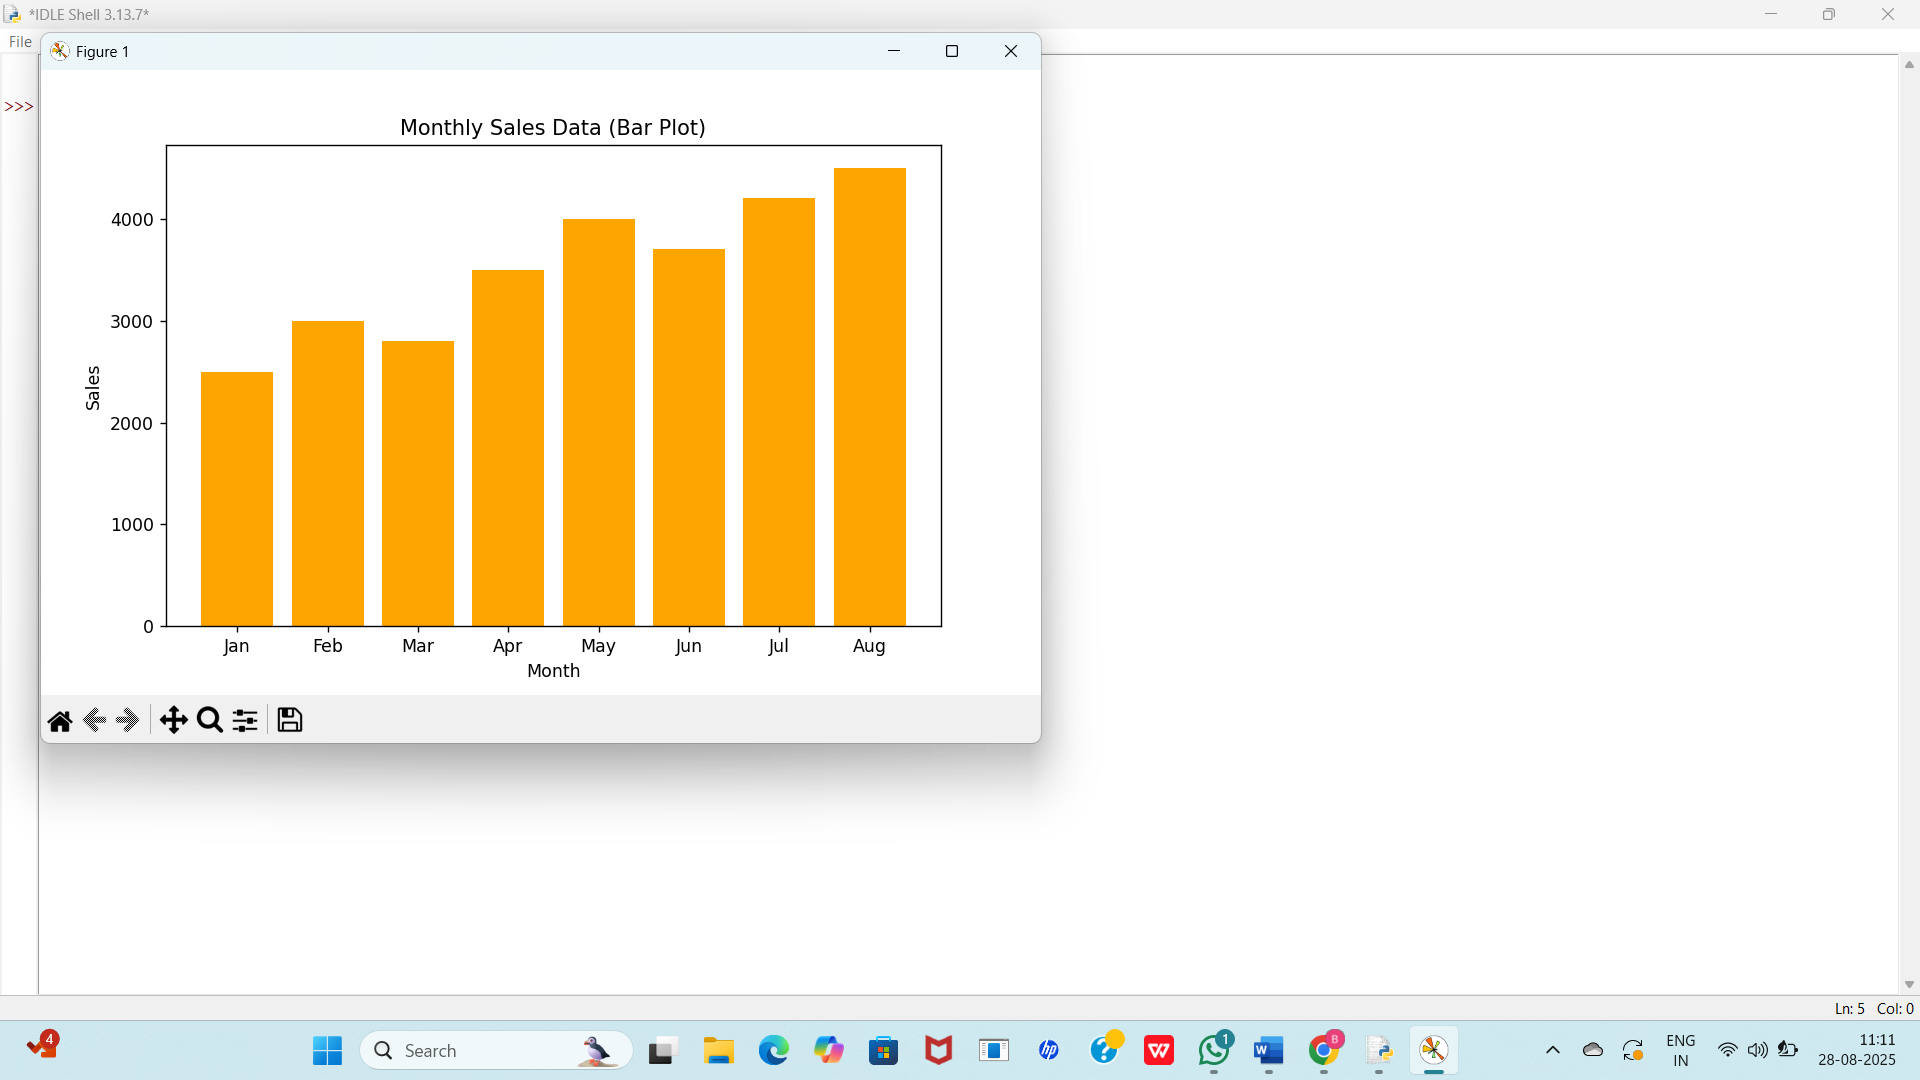 *IDLE Shell 3.13.7*
File
Figure 1
>>>
Monthly Sales Data (Bar Plot)
4000
3000
2000
1000
0
Sales
Jan Feb Mar Apr May Jun Jul Aug
Month
Ln: 5 Col: 0
4
Search
hp
W
1
W
B
ENG
IN
11:11
28-08-2025